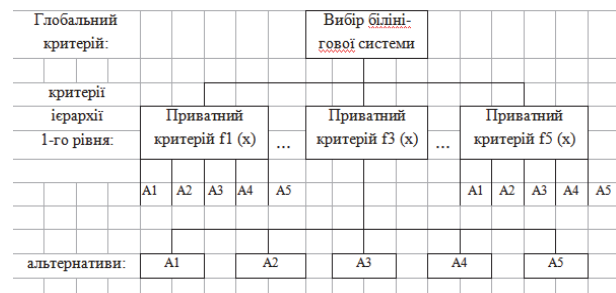 Глобальний
критерій:
Вибір біліні-
гової системи
критерії
ієрархії
1-го рівня:
Приватний
критерій f1 (x)
...
Приватний
критерій f3 (x)
...
Приватний
критерій f5 (x)
A1 A2 A3 A4 A5
A1 A2 A3 A4 A5
альтернативи: A1 A2 A3 A4 A5